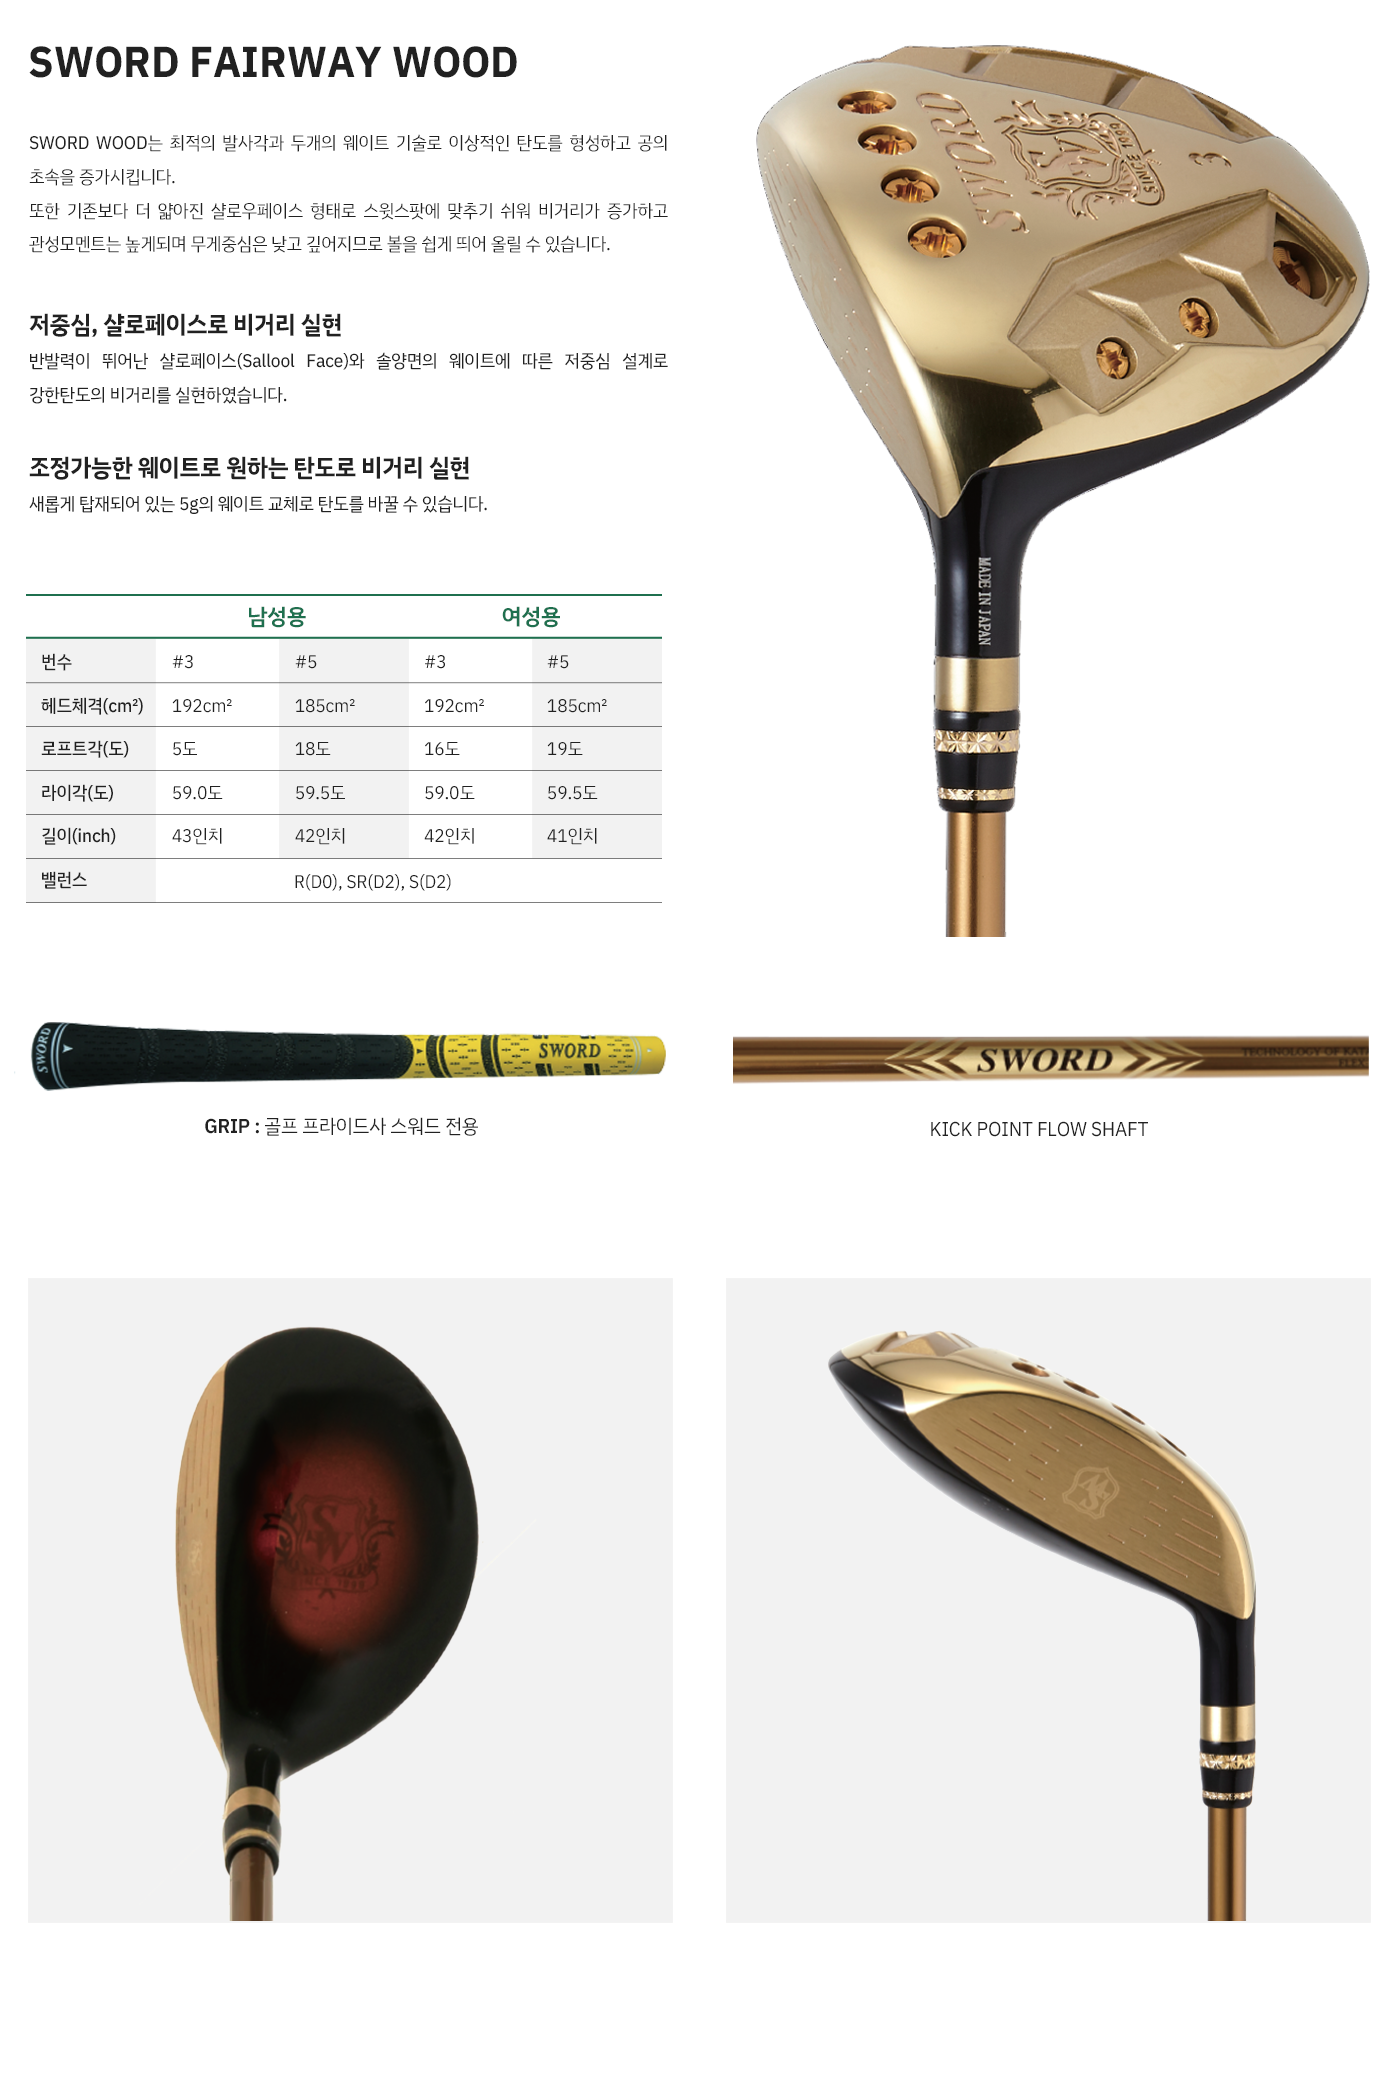 SWORD FAIRWAY WOOD
SWORD WOOD는 최적의 발사각과 두개의 웨이트 기술로 이상적인 탄도를 형성하고 공의
초속을 증가시킵니다.
또한 기존보다 더 얇아진 샬로우페이스 형태로 스윗스팟에 맞추기 쉬워 비거리가 증가하고
관성모멘트는 높게되며 무게중심은 낮고 깊어지므로 볼을 쉽게 띄어 올릴 수 있습니다.
저중심, 샬로페이스로 비거리 실현
반발력이 뛰어난 샬로페이스(Sallool Face)와 솔양면의 웨이트에 따른 저중심 설계로
강한탄도의 비거리를 실현하였습니다.
조정가능한 웨이트로 원하는 탄도로 비거리 실현
새롭게 탑재되어 있는 5g의 웨이트 교체로 탄도를 바꿀 수 있습니다.
남성용 여성용
번수 #3 #5 #3 #5
헤드체격(cm²) 192cm² 185cm² 192cm² 185cm²
로프트각(도) 5도 18도 16도 19도
라이각(도) 59.0도 59.5도 59.0도 59.5도
길이(inch) 43인치 42인치 42인치 41인치
밸런스 R(D0), SR(D2), S(D2)
SWORD
SINCE 1998
3
MADE IN JAPAN
SWORD
SWORD
GRIP : 골프 프라이드사 스워드 전용
SWORD
TECHNOLOGY OF
FLEX
KICK POINT FLOW SHAFT
SW